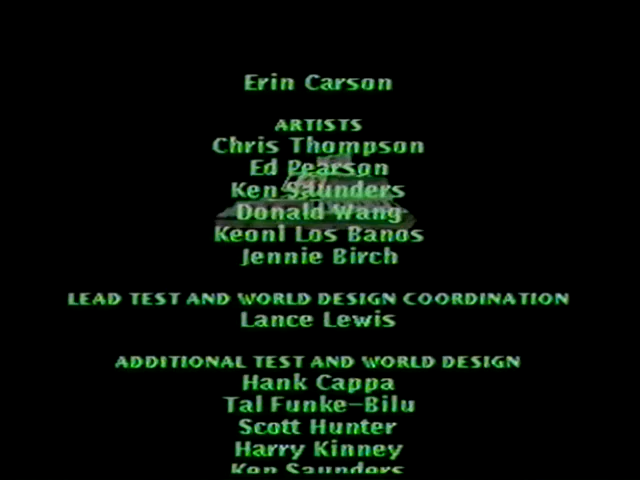 Erin Carson
ARTISTS
Chris Thompson
Ed Pearson
Ken Saunders
Donald Wang
Keoni Los Banos
Jennie Birch
LEAD TEST AND WORLD DESIGN COORDINATION
Lance Lewis
ADDITIONAL TEST AND WORLD DESIGN
Hank Cappa
Tal Funke-Bilu
Scott Hunter
Harry Kinney
Ken Saunders